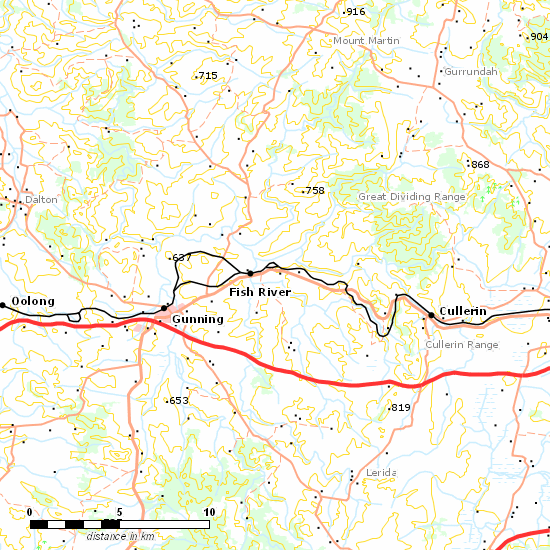 916
Mount Martin
904
715
Gurrundah
868
758
Great Dividing Range
Dalton
637
Fish River
Oolong
Gunning
Cullerin
Cullerin Range
653
819
Lerida
0
10
distance in km